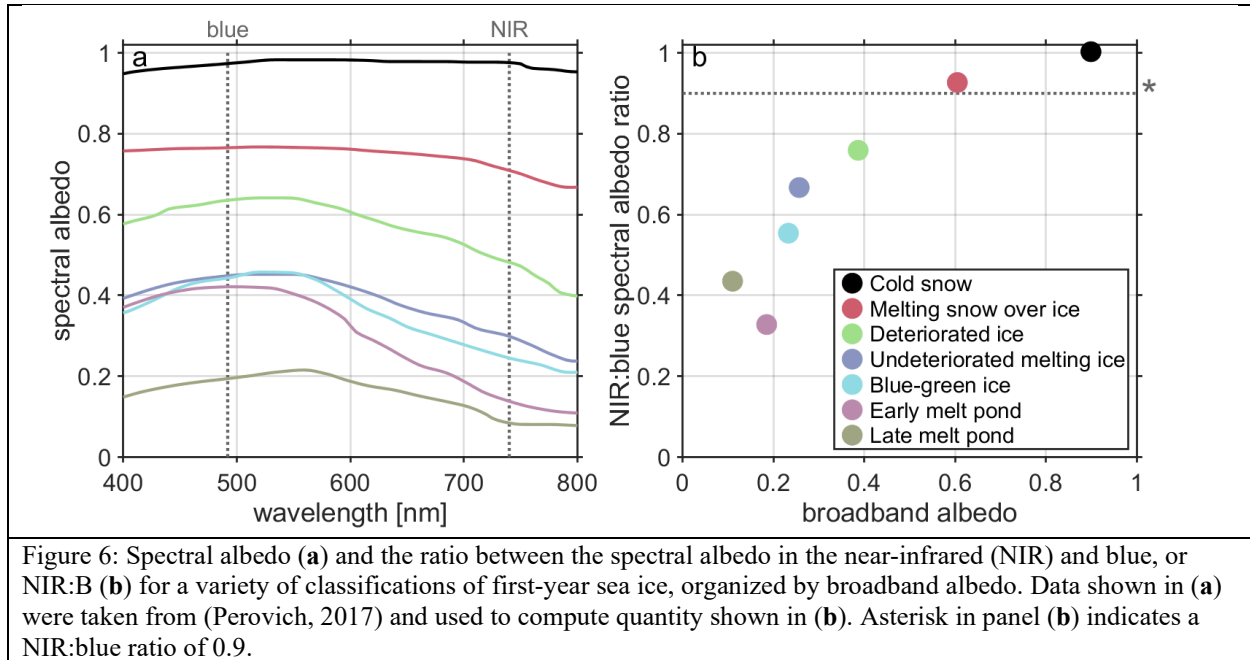 blue
NIR
a
1
0.8
0.6
0.4
0.2
0
spectral albedo
400
500
600
700
800
wavelength [nm]
b
1
0.8
0.6
0.4
0.2
0
NIR:blue spectral albedo ratio
*
Cold snow
Melting snow over ice
Deteriorated ice
Undeteriorated melting ice
Blue-green ice
Early melt pond
Late melt pond
0
0.2
0.4
0.6
0.8
1
broadband albedo
Figure 6: Spectral albedo (a) and the ratio between the spectral albedo in the near-infrared (NIR) and blue, or
NIR:B (b) for a variety of classifications of first-year sea ice, organized by broadband albedo. Data shown in (a)
were taken from (Perovich, 2017) and used to compute quantity shown in (b). Asterisk in panel (b) indicates a
NIR:blue ratio of 0.9.